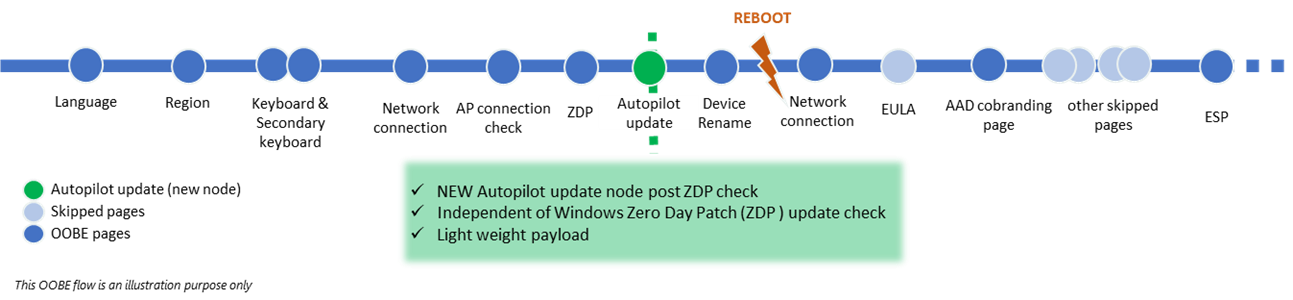 REBOOT
Language
Region
Keyboard &
Secondary
keyboard
Network
connection
AP connection
check
ZDP
Autopilot
update
Device
Rename
Network
connection
EULA
AAD cobranding
page
other skipped
pages
ESP
Autopilot update (new node)
Skipped pages
OOBE pages
✓ NEW Autopilot update node post ZDP check
✓ Independent of Windows Zero Day Patch (ZDP ) update check
✓ Light weight payload
This OOBE flow is an illustration purpose only